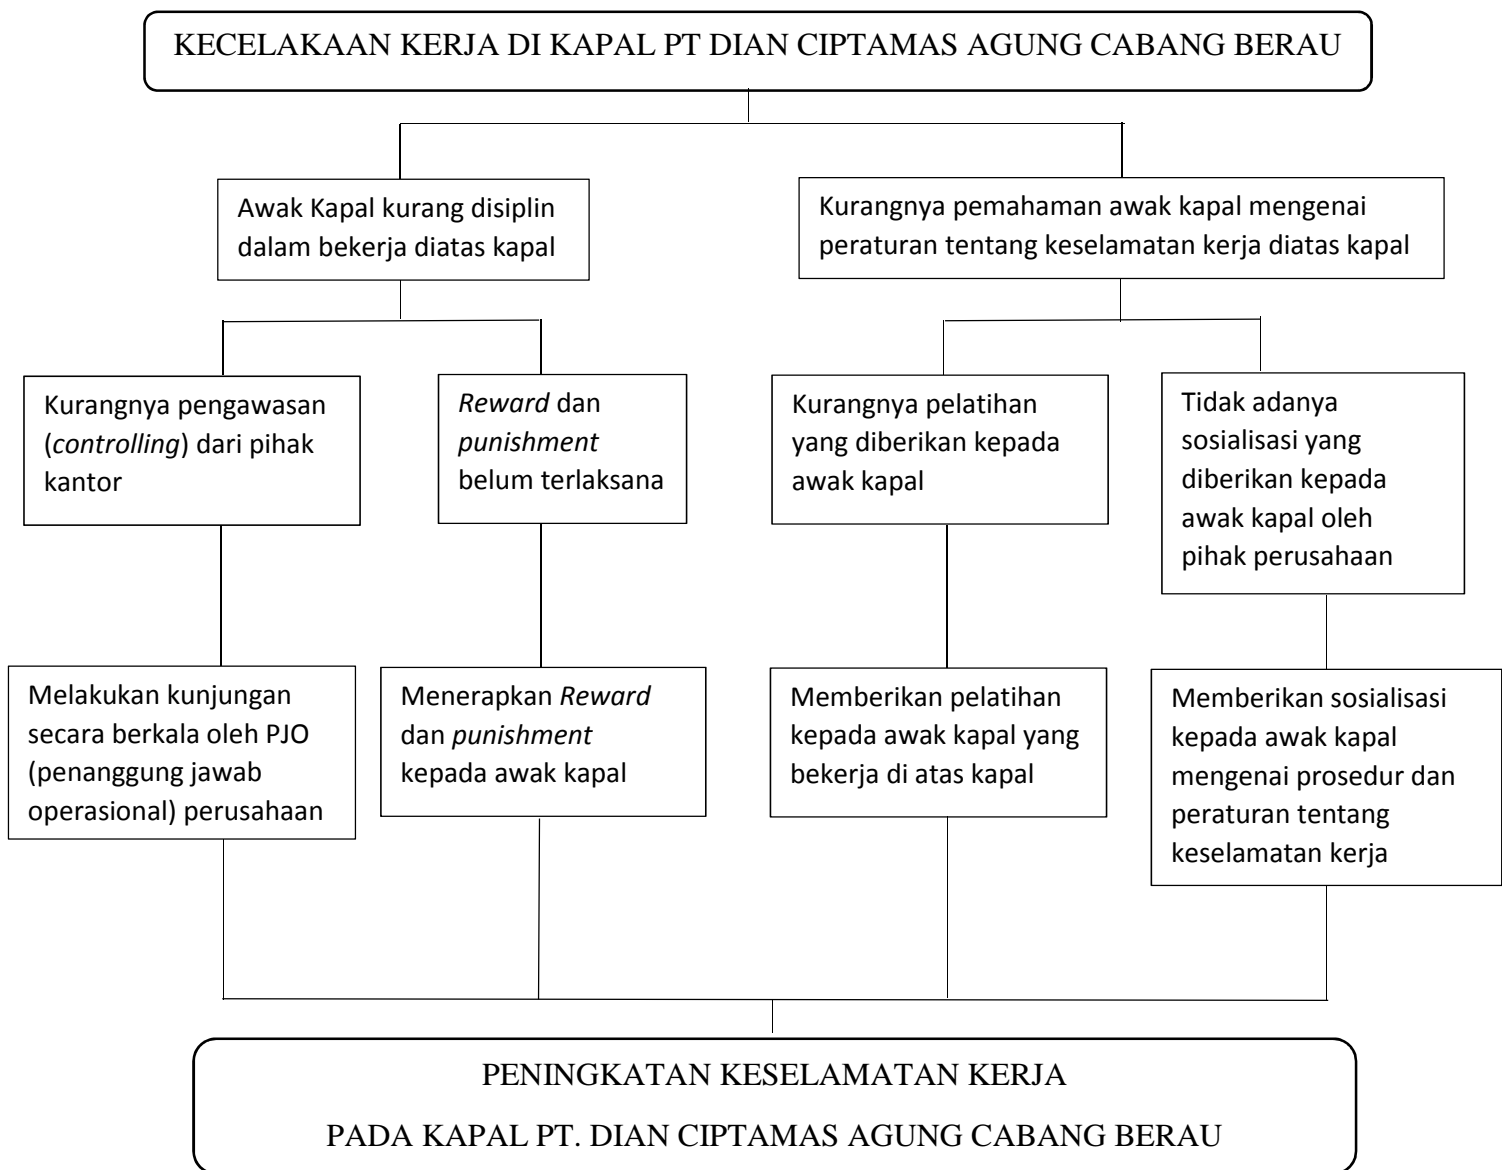 KECELAKAAN KERJA DI KAPAL PT DIAN CIPTAMAS AGUNG CABANG BERAU
Awak Kapal kurang disiplin
dalam bekerja diatas kapal
Kurangnya pemahaman awak kapal mengenai
peraturan tentang keselamatan kerja diatas kapal
Kurangnya pengawasan
(controlling) dari pihak
kantor
Reward dan
punishment
belum terlaksana
Kurangnya pelatihan
yang diberikan kepada
awak kapal
Tidak adanya
sosialisasi yang
diberikan kepada
awak kapal oleh
pihak perusahaan
Melakukan kunjungan
secara berkala oleh PJO
(penanggung jawab
operasional) perusahaan
Menerapkan Reward
dan punishment
kepada awak kapal
Memberikan pelatihan
kepada awak kapal yang
bekerja di atas kapal
Memberikan sosialisasi
kepada awak kapal
mengenai prosedur dan
peraturan tentang
keselamatan kerja
PENINGKATAN KESELAMATAN KERJA
PADA KAPAL PT. DIAN CIPTAMAS AGUNG CABANG BERAU